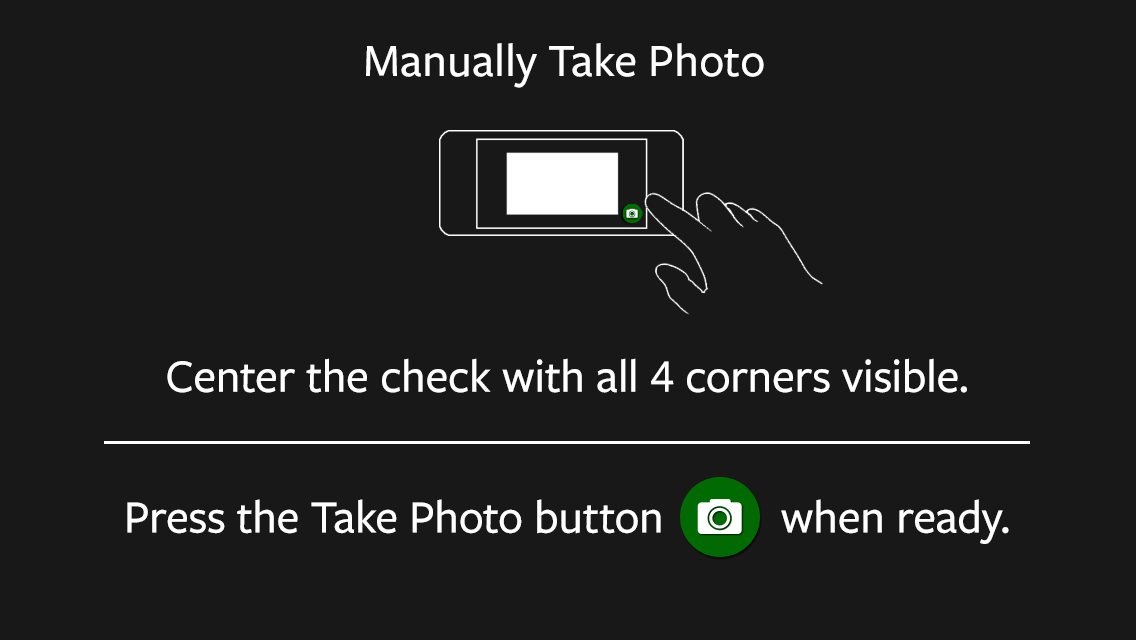 Manually Take Photo
Center the check with all 4 corners visible.
Press the Take Photo button when ready.